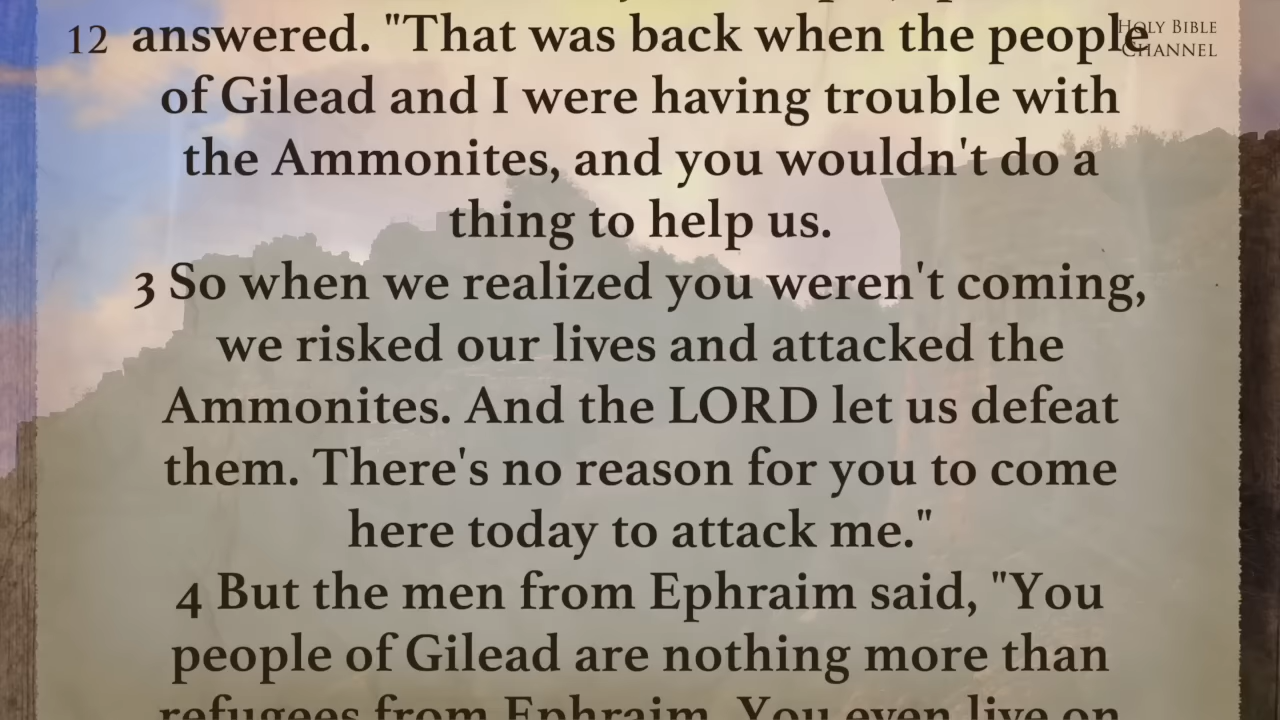 12 answered. "That was back when the people
HOLY BIBLE
CHANNEL
of Gilead and I were having trouble with
the Ammonites, and you wouldn't do a
thing to help us.
3 So when we realized you weren't coming,
we risked our lives and attacked the
Ammonites. And the LORD let us defeat
them. There's no reason for you to come
here today to attack me."
4 But the men from Ephraim said, "You
people of Gilead are nothing more than
refugees from Ephraim. You even live on